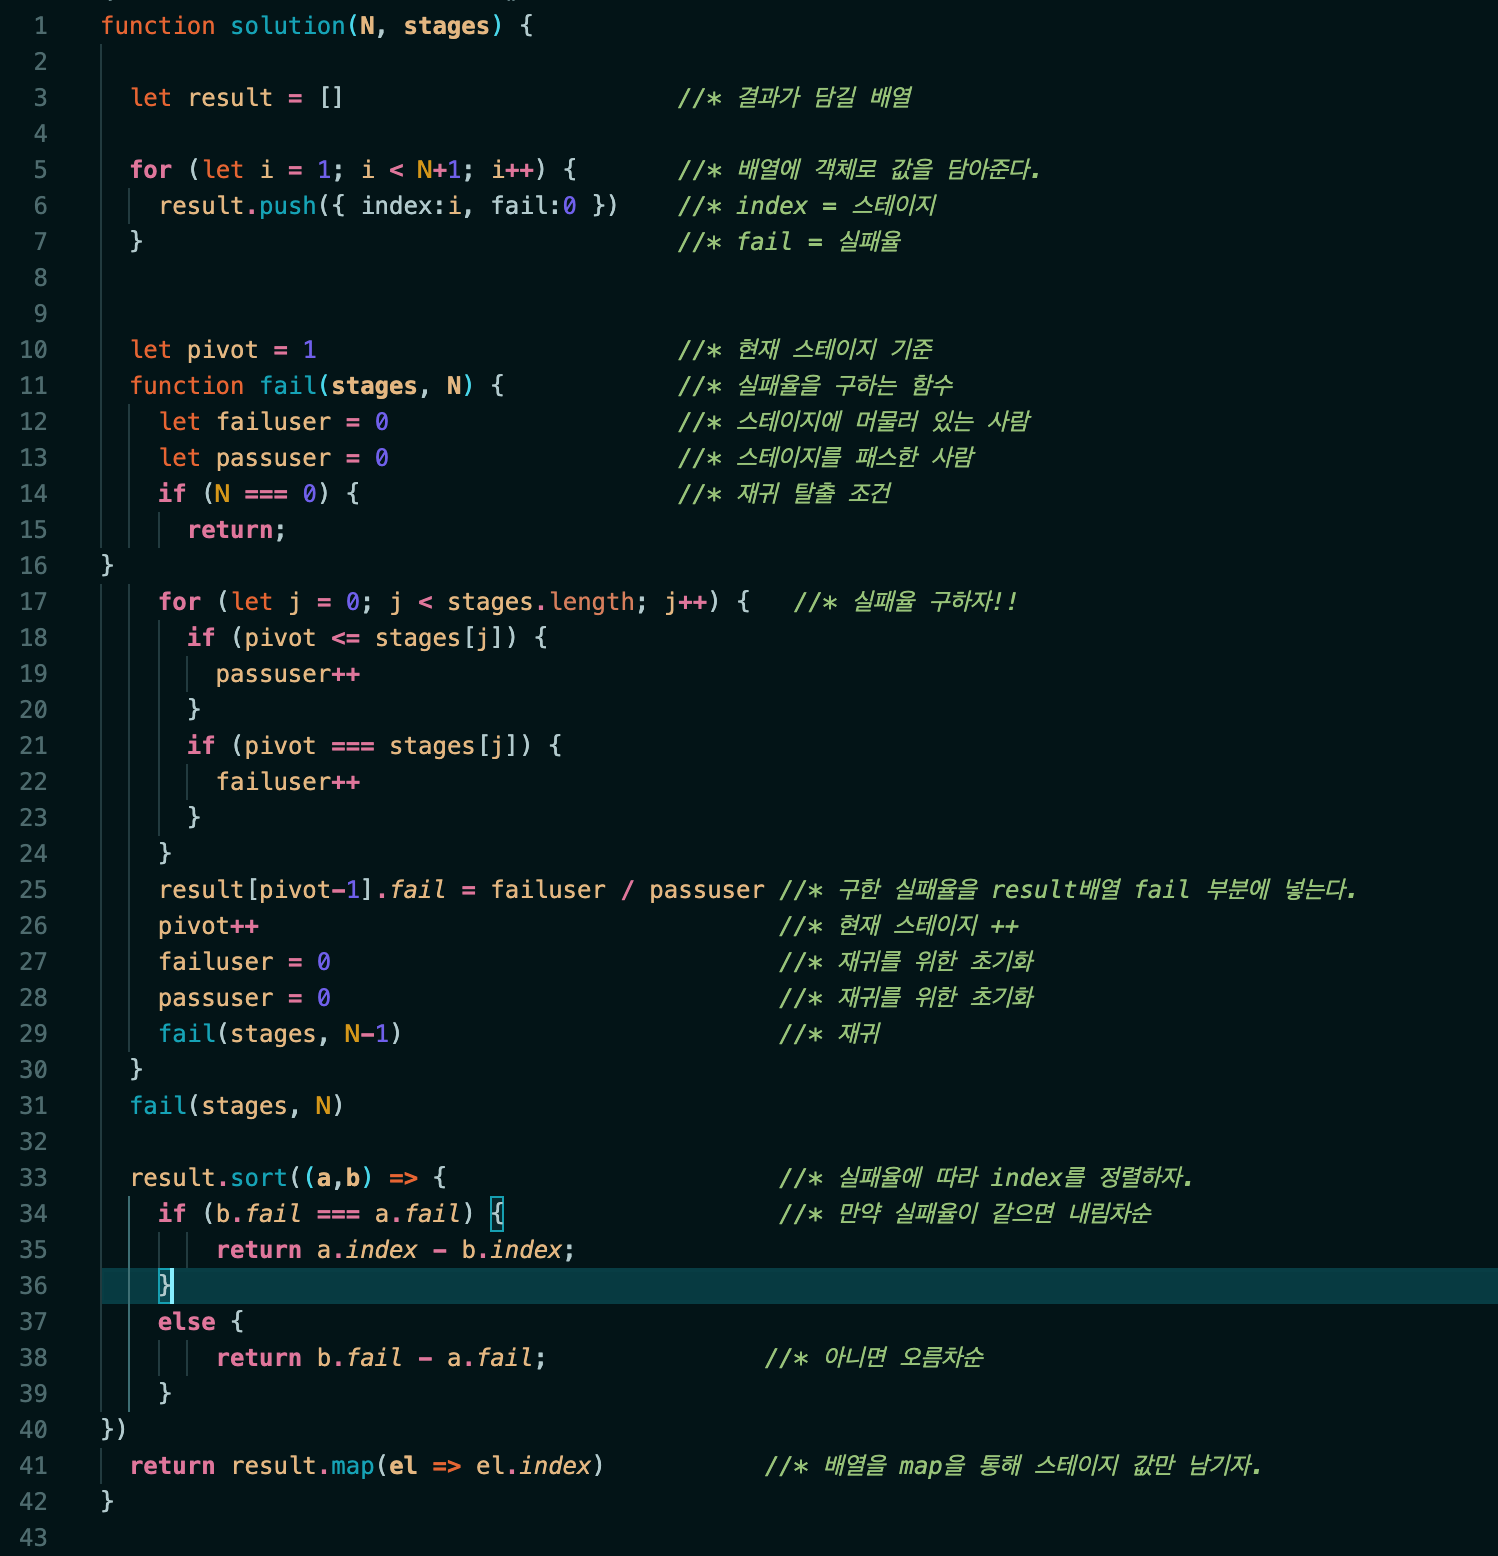 1 function solution(N, stages) {
2
3 let result = [] //* 결과가 담길 배열
4
5 for (let i = 1; i < N+1; i++) { //* 배열에 객체로 값을 담아준다.
6 result.push({ index:i, fail:0 }) //* index = 스테이지
7 } //* fail = 실패율
8
9
10 let pivot = 1 //* 현재 스테이지 기준
11 function fail(stages, N) { //* 실패율을 구하는 함수
12 let failuser = 0 //* 스테이지에 머물러 있는 사람
13 let passuser = 0 //* 스테이지를 패스한 사람
14 if (N === 0) { //* 재귀 탈출 조건
15 return;
16 }
17 for (let j = 0; j < stages.length; j++) { //* 실패율 구하자!!
18 if (pivot <= stages[j]) {
19 passuser++
20 }
21 if (pivot === stages[j]) {
22 failuser++
23 }
24 }
25 result[pivot-1].fail = failuser / passuser //* 구한 실패율을 result배열 fail 부분에 넣는다.
26 pivot++ //* 현재 스테이지 ++
27 failuser = 0 //* 재귀를 위한 초기화
28 passuser = 0 //* 재귀를 위한 초기화
29 fail(stages, N-1) //* 재귀
30 }
31 fail(stages, N)
32
33 result.sort((a,b) => { //* 실패율에 따라 index를 정렬하자.
34 if (b.fail === a.fail) { //* 만약 실패율이 같으면 내림차순
35 return a.index - b.index;
36 }
37 else {
38 return b.fail - a.fail; //* 아니면 오름차순
39 }
40 })
41 return result.map(el => el.index) //* 배열을 map을 통해 스테이지 값만 남기자.
42 }
43